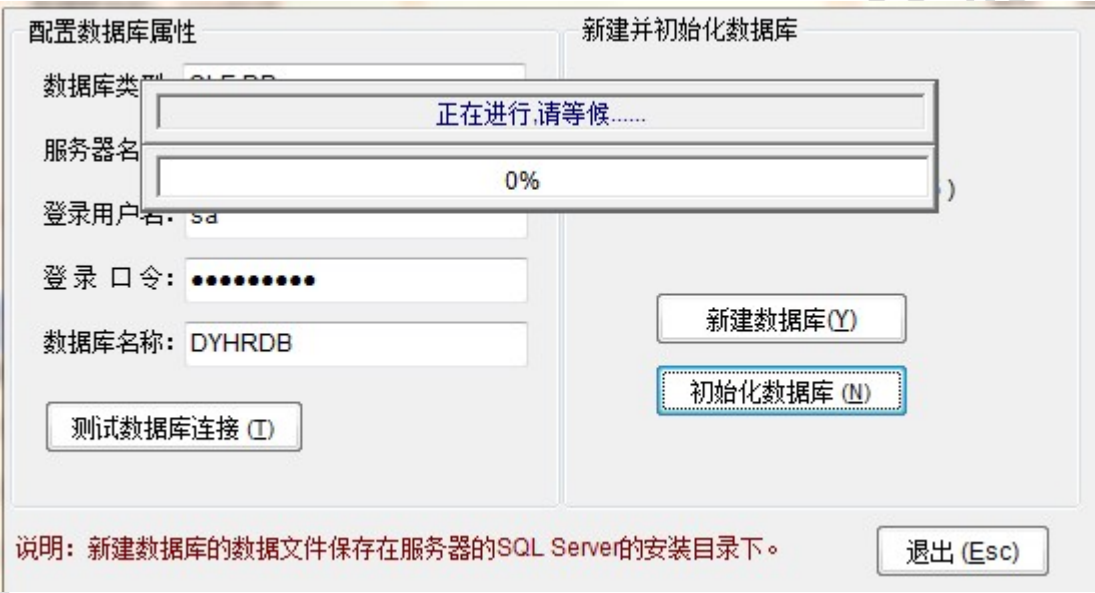 配置数据库属性
新建并初始化数据库
数据库类
正在进行,请等候......
服务器名
0%
)
登录用户名: sa
登 录 口 令: •••••••••
新建数据库(Y)
数据库名称: DYHRDB
初始化数据库 (N)
测试数据库连接 (T)
说明：新建数据库的数据文件保存在服务器的SQL Server的安装目录下。
退出 (Esc)